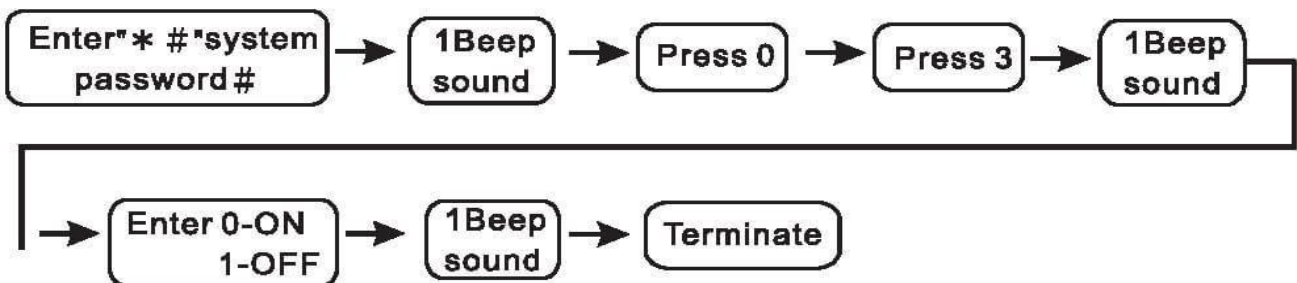 Enter"* #"system
password#
1Beep
sound
Press 0
Press 3
1Beep
sound
Enter 0-ON
1-OFF
1Beep
sound
Terminate